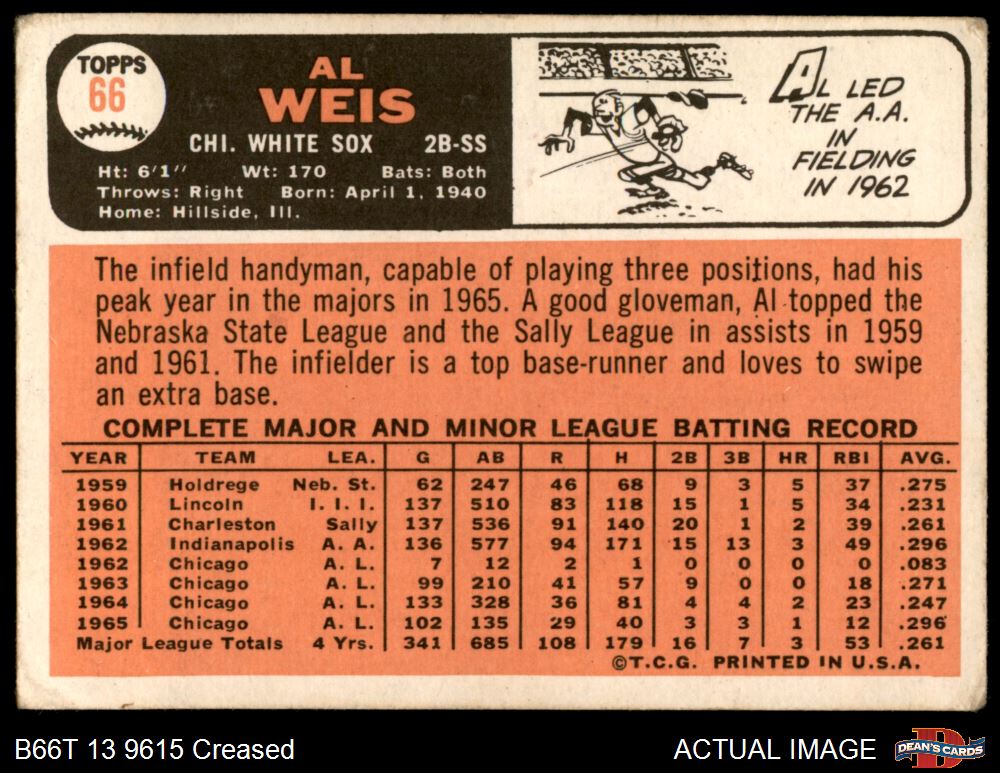 TOPPS
66
AL
WEIS
CHI. WHITE SOX 2B-SS
Ht: 6'1" Wt: 170 Bats: Both
Throws: Right Born: April 1, 1940
Home: Hillside, Ill.
AL LED
THE A.A.
IN
FIELDING
IN 1962
The infield handyman, capable of playing three positions, had his
peak year in the majors in 1965. A good gloveman, Al topped the
Nebraska State League and the Sally League in assists in 1959
and 1961. The infielder is a top base-runner and loves to swipe
an extra base.
COMPLETE MAJOR AND MINOR LEAGUE BATTING RECORD
YEAR TEAM LEA. G AB R H 2B 3B HR RBI AVG.
1959 Holdrege Neb. St. 62 247 46 68 9 3 5 37 .275
1960 Lincoln I. I. I. 137 510 83 118 15 1 5 34 .231
1961 Charleston Sally 137 536 91 140 20 1 2 39 .261
1962 Indianapolis A. A. 136 577 94 171 15 13 3 49 .296
1962 Chicago A. L. 7 12 2 1 0 0 0 0 .083
1963 Chicago A. L. 99 210 41 57 9 0 0 18 .271
1964 Chicago A. L. 133 328 36 81 4 4 2 23 .247
1965 Chicago A. L. 102 135 29 40 3 3 1 12 .296
Major League Totals 4 Yrs. 341 685 108 179 16 7 3 53 .261
©T.C.G. PRINTED IN U.S.A.
B66T 13 9615 Creased
ACTUAL IMAGE
DEAN'S CARDS